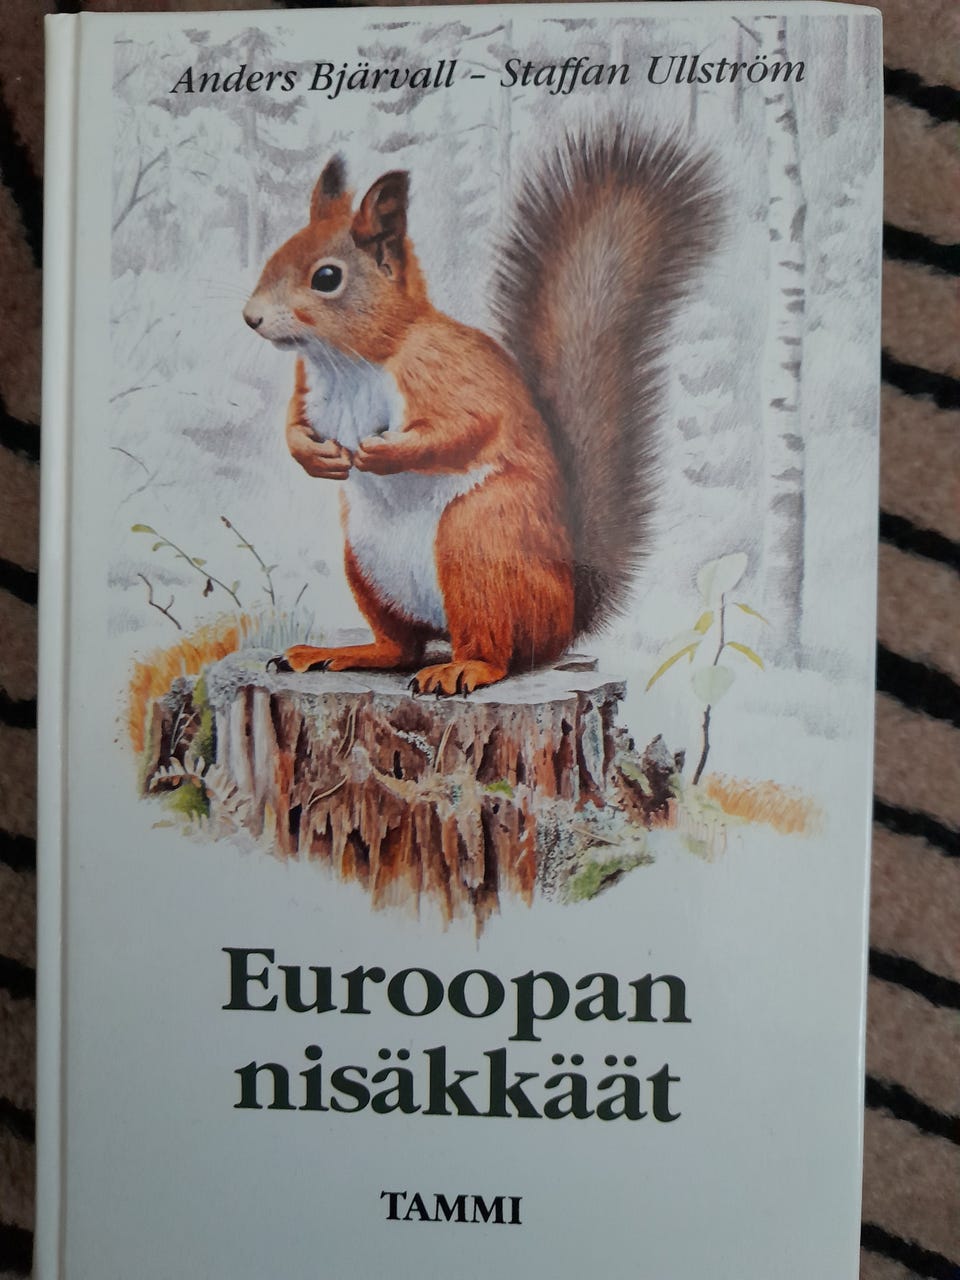 Anders Bjärvall – Staffan Ullström
Euroopan
nisäkkäät
TAMMI